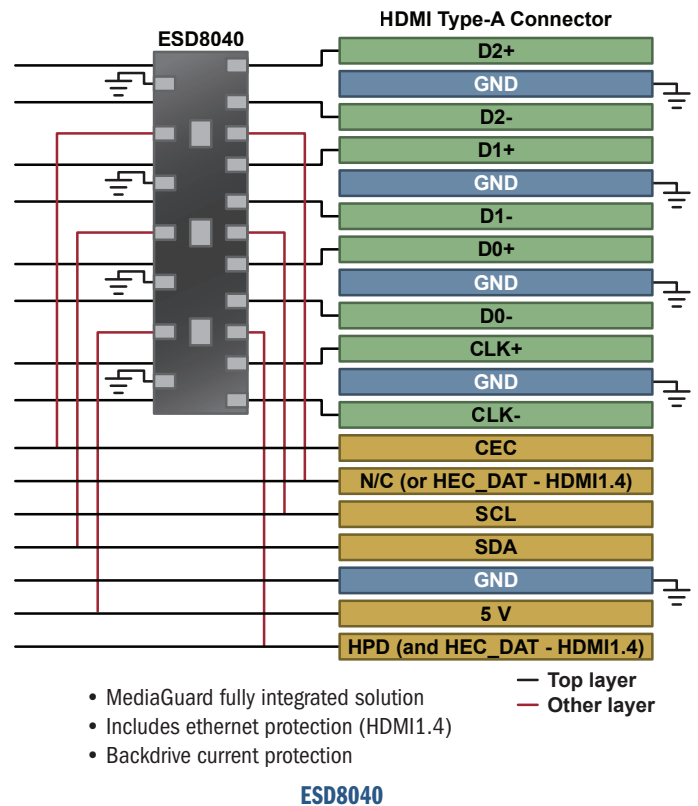 HDMI Type-A Connector
ESD8040
D2+
GND
D2-
D1+
GND
D1-
D0+
GND
D0-
CLK+
GND
CLK-
CEC
N/C (or HEC_DAT - HDMI1.4)
SCL
SDA
GND
5 V
HPD (and HEC_DAT - HDMI1.4)
Top layer
Other layer
• MediaGuard fully integrated solution
• Includes ethernet protection (HDMI1.4)
• Backdrive current protection
ESD8040